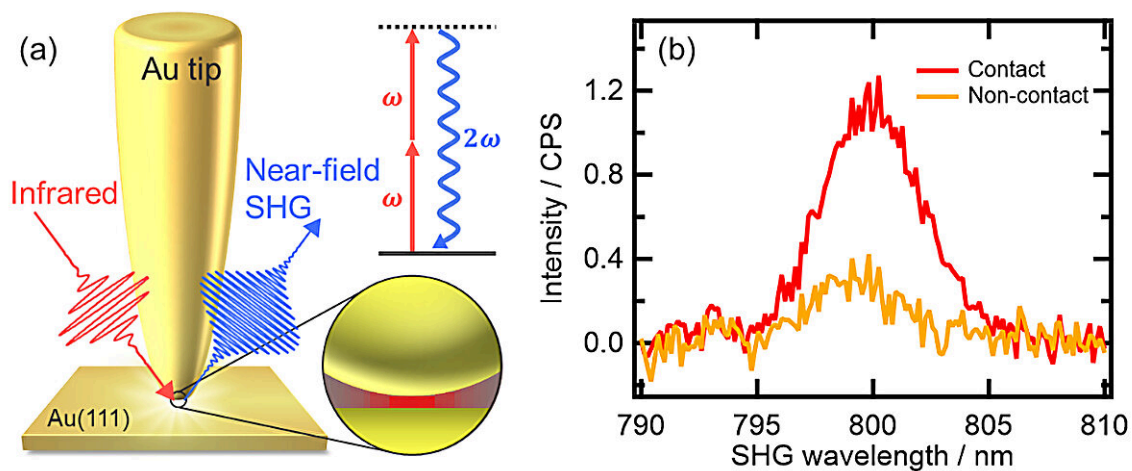 (a)
Au tip
ω
ω
2ω
Infrared
Near-field
SHG
Au(111)
(b)
Contact
Non-contact
1.2
0.8
0.4
0.0
Intensity / CPS
790
795
800
805
810
SHG wavelength / nm